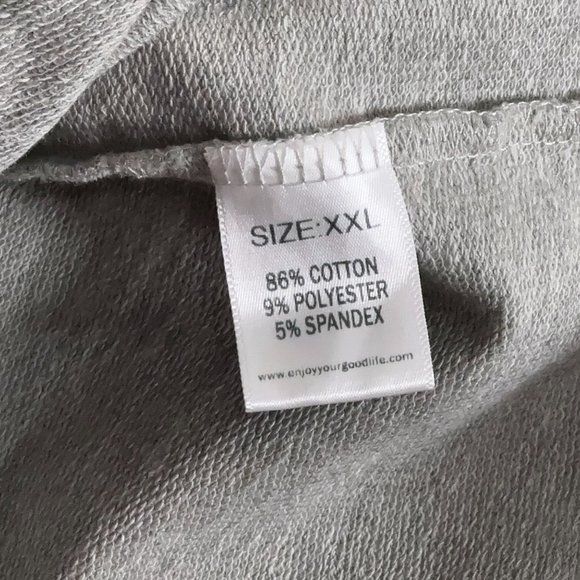 SIZE:XXL
86% COTTON
9% POLYESTER
5% SPANDEX
www.enjoyyourgoodlife.com